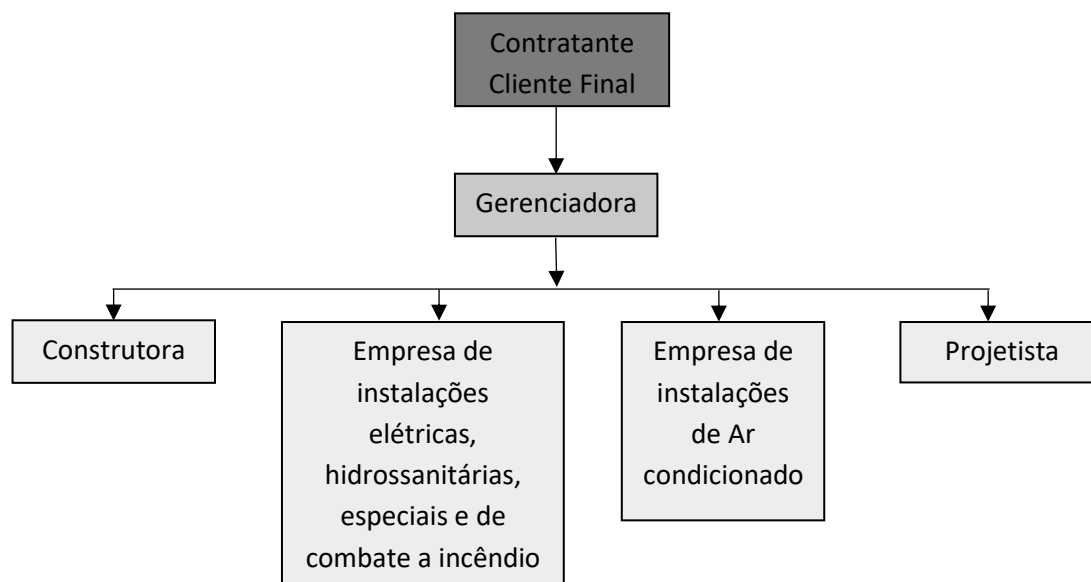 Contratante
Cliente Final
Gerenciadora
Construtora
Empresa de
instalações
elétricas,
hidrossanitárias,
especiais e de
combate a incêndio
Empresa de
instalações
de Ar
condicionado
Projetista